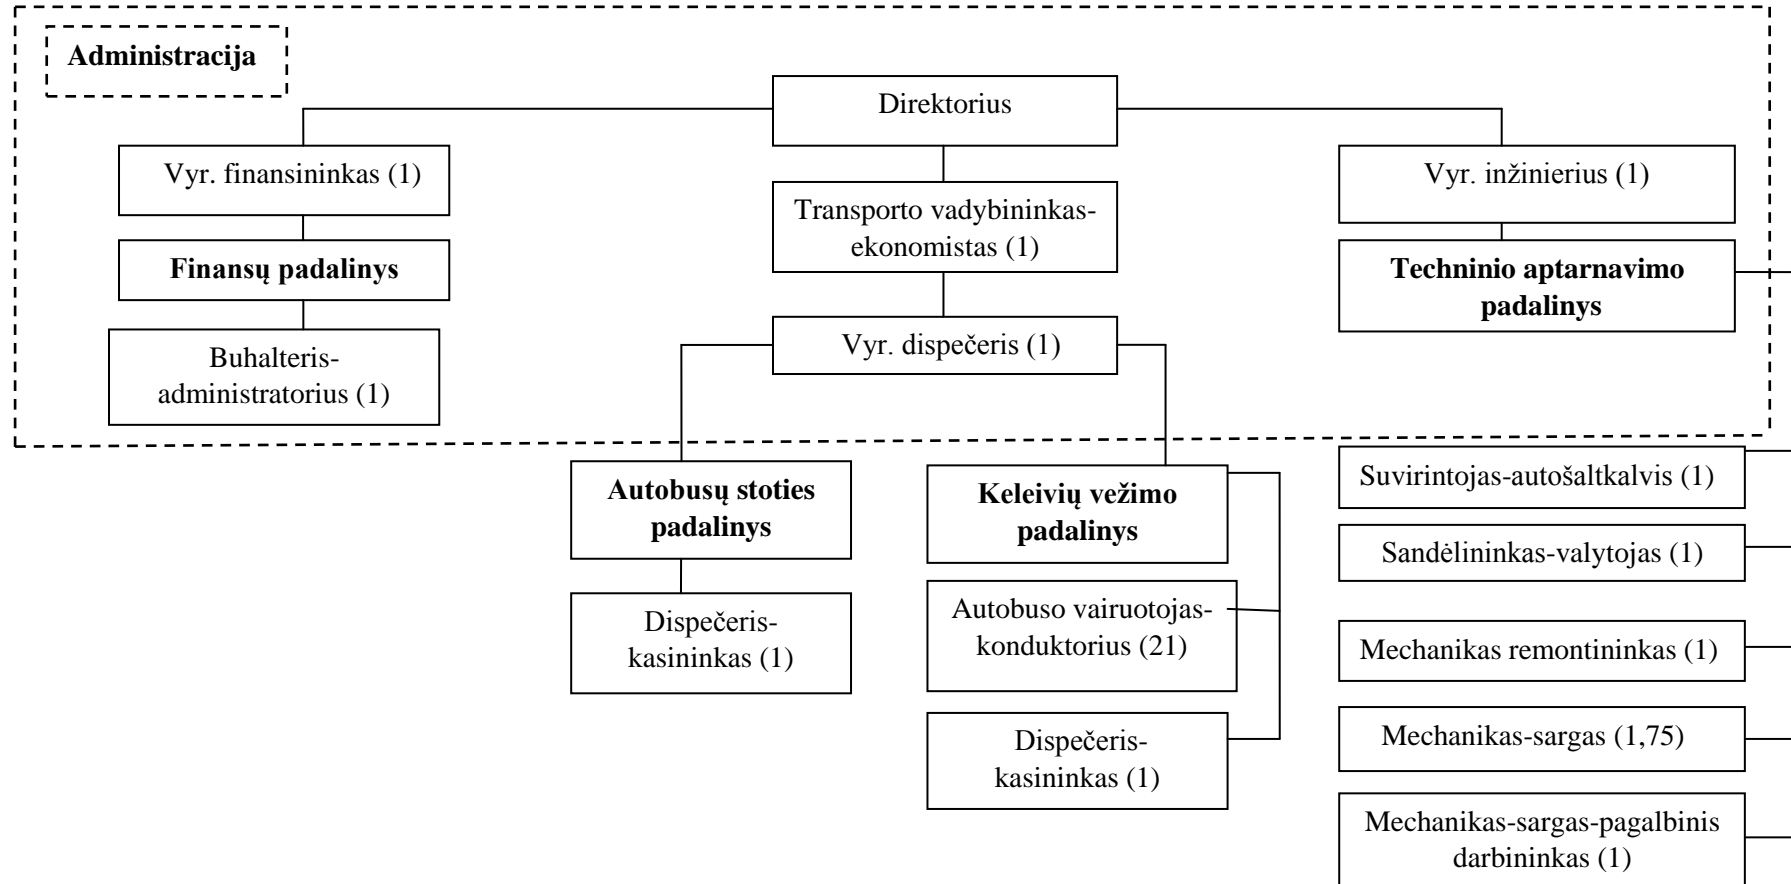 Administracija
Direktorius
Vyr. finansininkas (1)
Finansų padalinys
Buhalteris-
administratorius (1)
Transporto vadybininkas-
ekonomistas (1)
Vyr. dispečeris (1)
Vyr. inžinierius (1)
Techninio aptarnavimo
padalinys
Autobusų stoties
padalinys
Dispečeris-
kasininkas (1)
Keleivių vežimo
padalinys
Autobuso vairuotojas-
konduktorius (21)
Dispečeris-
kasininkas (1)
Suvirintojas-autošaltkalvis (1)
Sandėlininkas-valytojas (1)
Mechanikas remontininkas (1)
Mechanikas-sargas (1,75)
Mechanikas-sargas-pagalbinis
darbininkas (1)